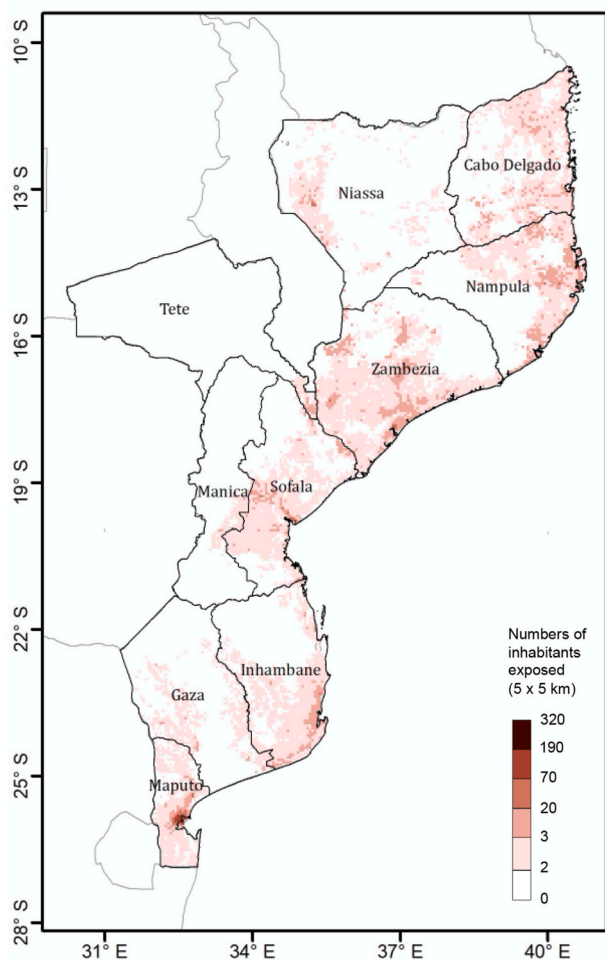 10° S
13° S
16° S
19° S
22° S
25° S
28° S
Cabo Delgado
Niassa
Nampula
Tete
Zambezia
Manica
Sofala
Inhambane
Gaza
Maputo
Numbers of
inhabitants
exposed
(5 x 5 km)
320
190
70
20
3
2
0
31° E
34° E
37° E
40° E